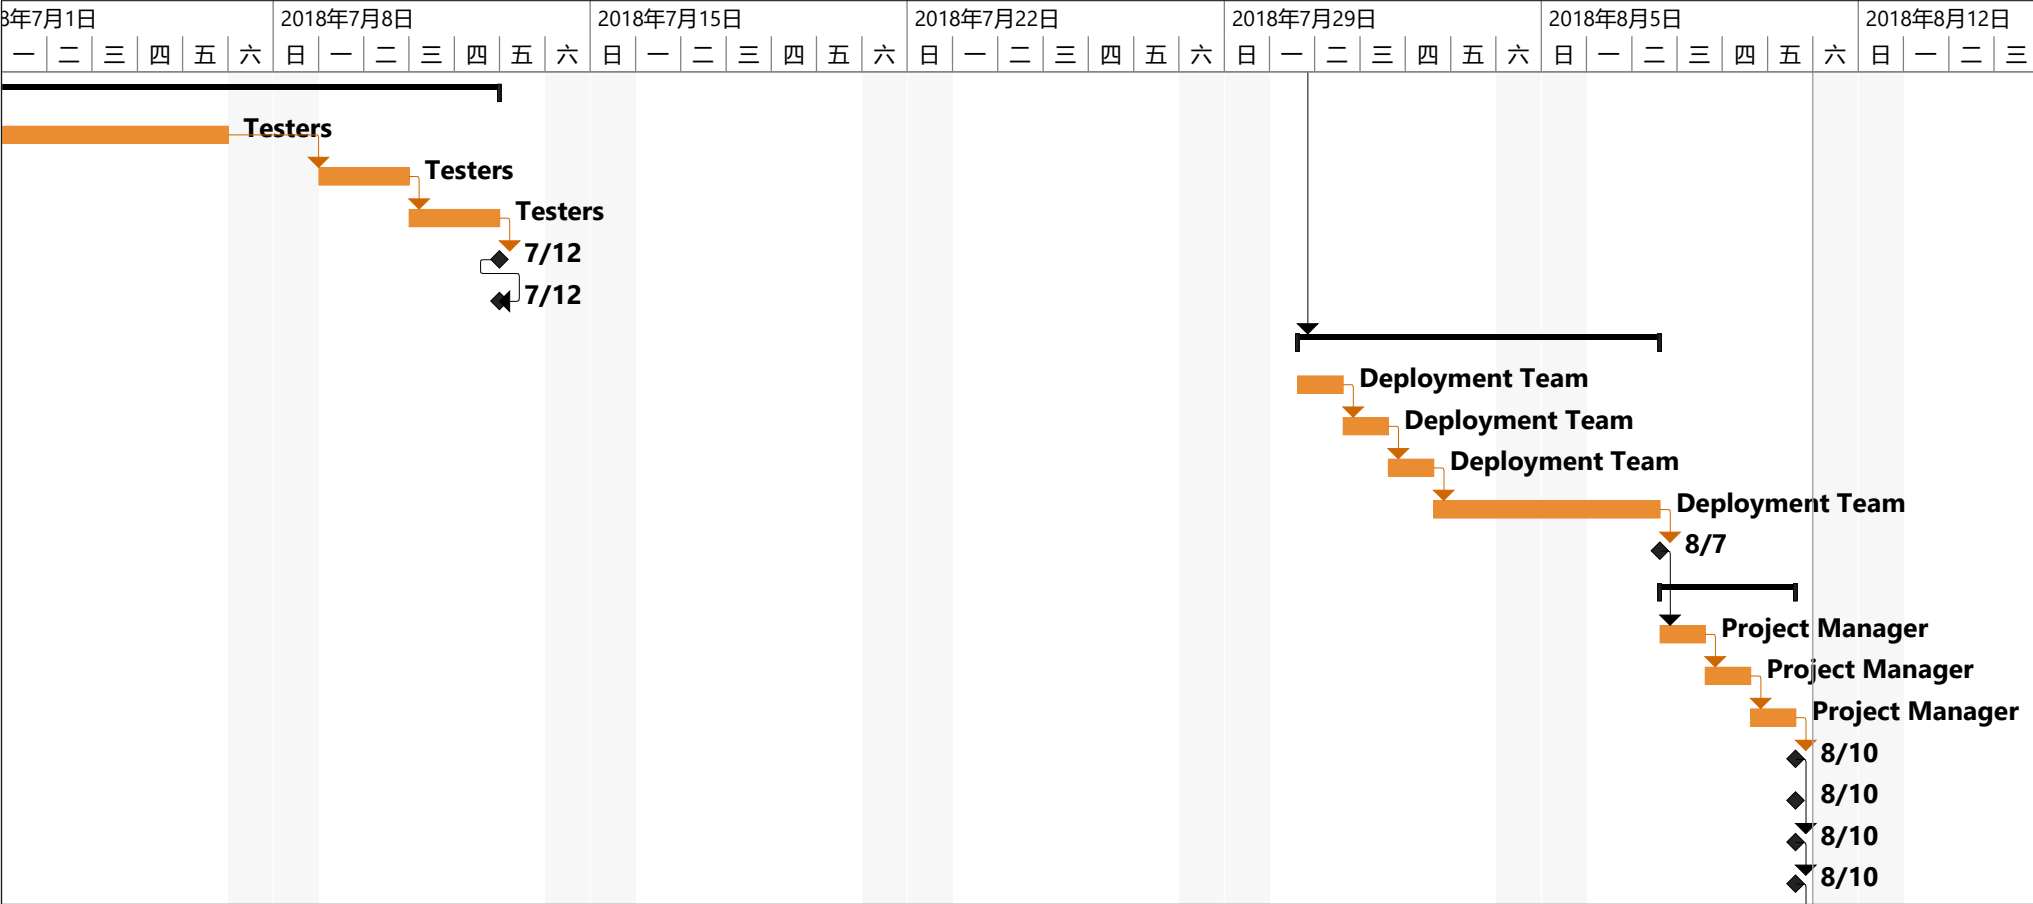 8年7月1日 2018年7月8日 2018年7月15日 2018年7月22日 2018年7月29日 2018年8月5日 2018年8月12日
一 二 三 四 五 六 日 一 二 三 四 五 六 日 一 二 三 四 五 六 日 一 二 三 四 五 六 日 一 二 三 四 五 六 日 一 二 三 四 五 六 日 一 二 三
Testers
Testers
Testers
7/12
7/12
Deployment Team
Deployment Team
Deployment Team
Deployment Team
8/7
Project Manager
Project Manager
Project Manager
8/10
8/10
8/10
8/10